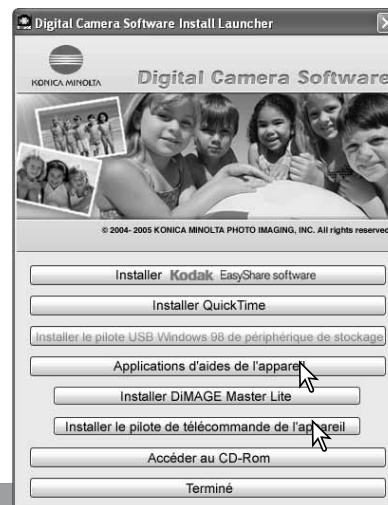 Digital Camera Software Install Launcher
KONICA MINOLTA
Digital Camera Software
© 2004- 2005 KONICA MINOLTA PHOTO IMAGING, INC. All rights reserved
Installer Kodak EasyShare software
Installer QuickTime
Installer le pilote USB Windows 98 de périphérique de stockage
Applications d'aides de l'appareil
Installer DiMAGE Master Lite
Installer le pilote de télécommande de l'appareil
Accéder au CD-Rom
Terminé